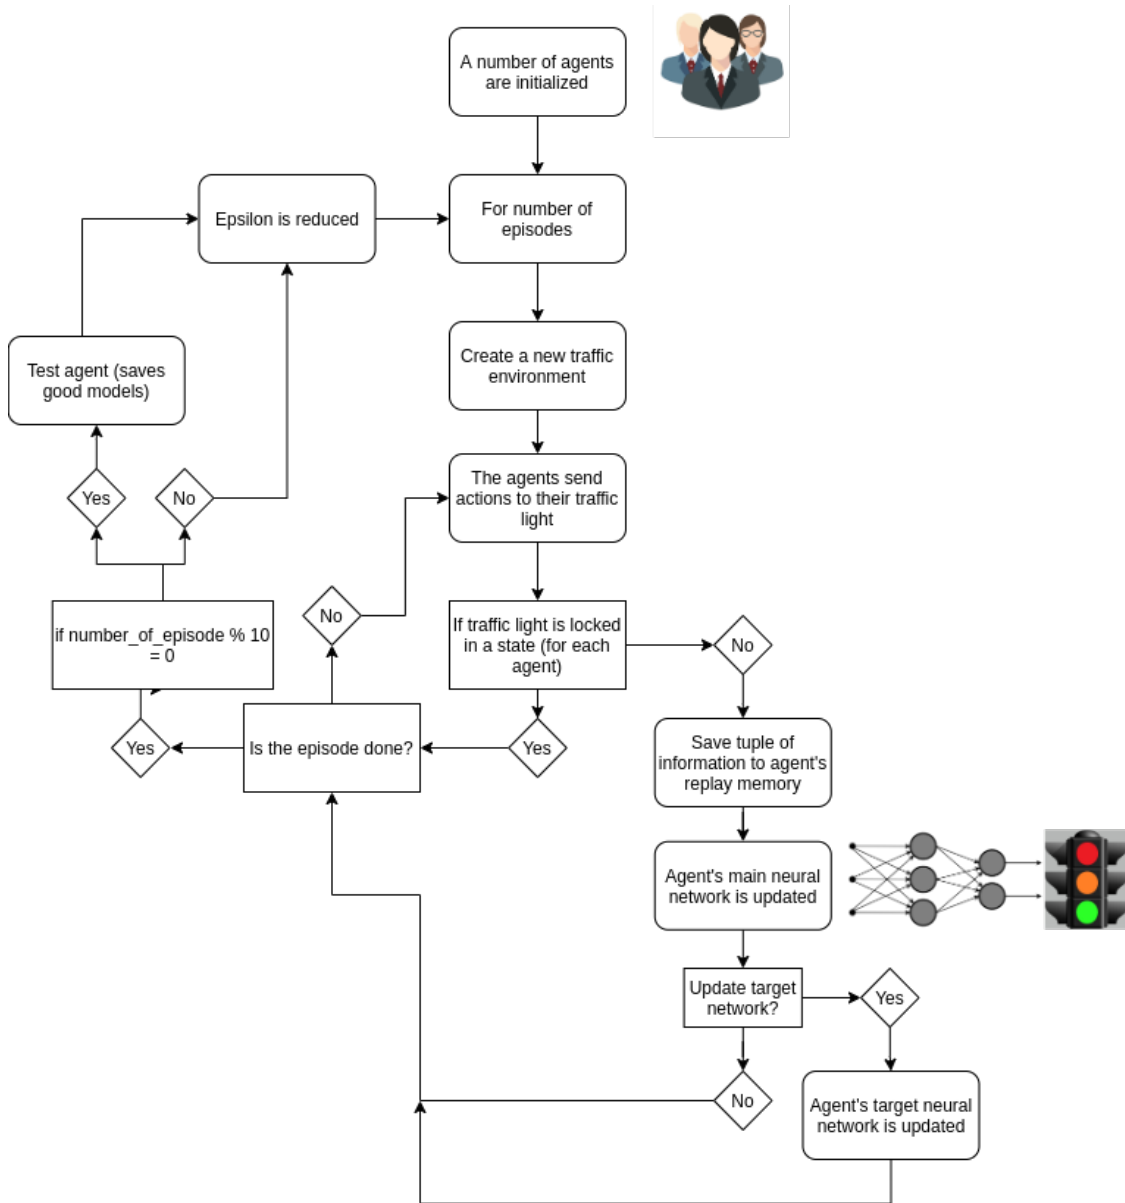 A number of agents
are initialized
Epsilon is reduced
For number of
episodes
Create a new traffic
environment
Test agent (saves
good models)
The agents send
actions to their traffic
light
Yes
No
if number_of_episode % 10
= 0
No
If traffic light is locked
in a state (for each
agent)
No
Yes
Is the episode done?
Yes
Save tuple of
information to agent's
replay memory
Agent's main neural
network is updated
Update target
network?
Yes
No
Agent's target neural
network is updated